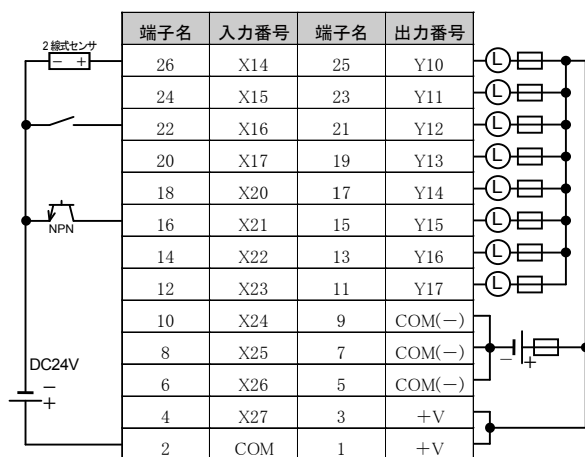 端子名 入力番号 端子名 出力番号
2線式センサ
− +
26 X14 25 Y10 L
24 X15 23 Y11 L
22 X16 21 Y12 L
20 X17 19 Y13 L
18 X20 17 Y14 L
16 X21 15 Y15 L
NPN
14 X22 13 Y16 L
12 X23 11 Y17 L
10 X24 9 COM(−)
8 X25 7 COM(−)
− +
DC24V
6 X26 5 COM(−)
−
+
4 X27 3 +V
2 COM 1 +V